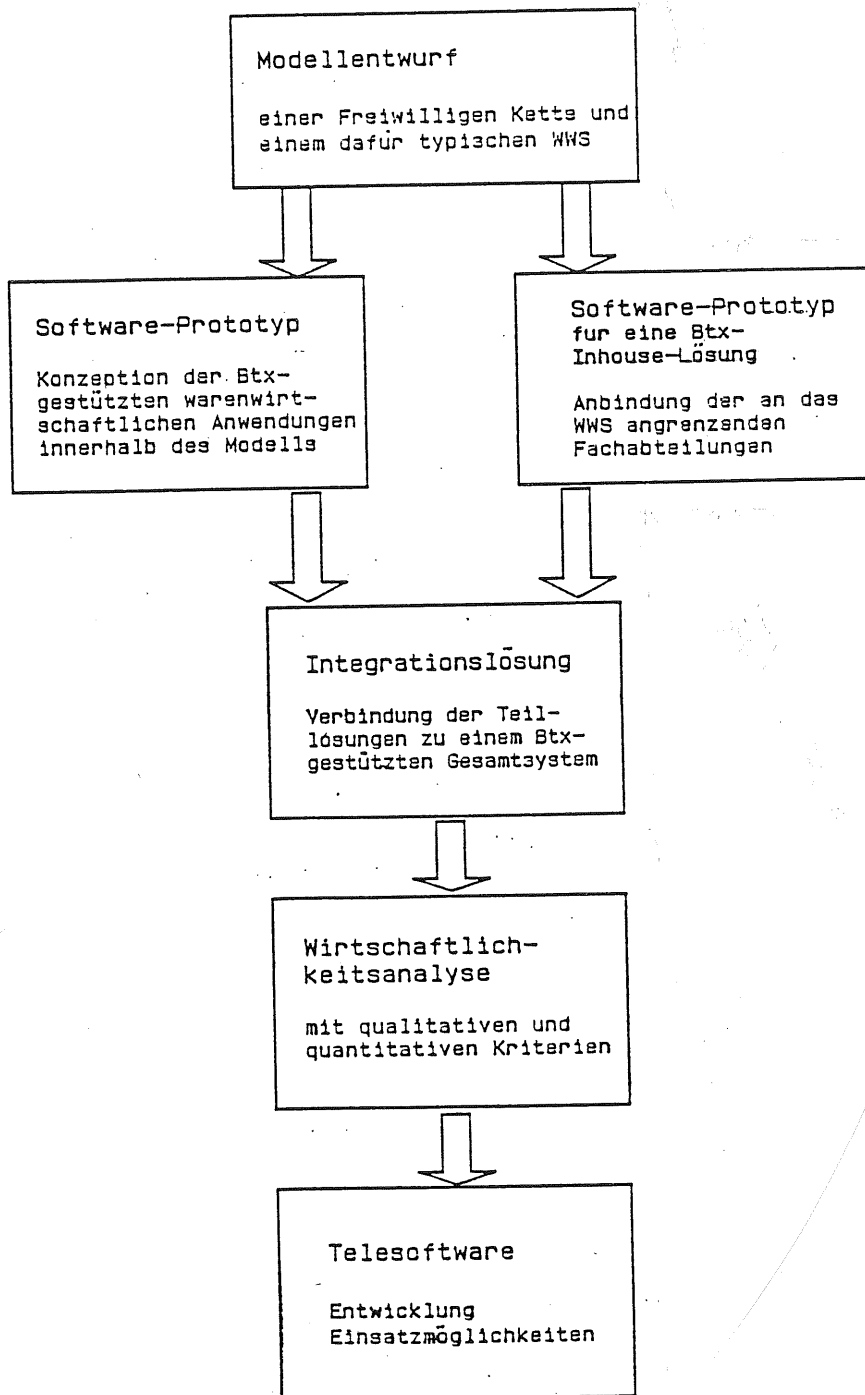 Modellentwurf
einer Freiwilligen Kette und
einem dafür typischen WWS
Software-Prototyp
Konzeption der Btx-
gestützten warenwirt-
schaftlichen Anwendungen
innerhalb des Modells
Software-Prototyp
fur eine Btx-
Inhouse-Lösung
Anbindung der an das
WWS angrenzenden
Fachabteilungen
Integrationslösung
Verbindung der Teil-
lösungen zu einem Btx-
gestützten Gesamtsystem
Wirtschaftlich-
keitsanalyse
mit qualitativen und
quantitativen Kriterien
Telesoftware
Entwicklung
Einsatzmöglichkeiten